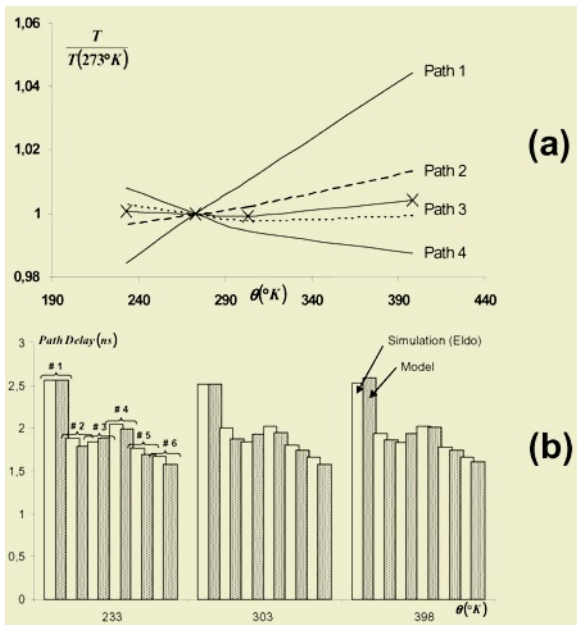 1,06
T
T(273°K)
1,04
1,02
1
0,98
Path 1
Path 2
Path 3
Path 4
190 240 290 340 390 440
θ(°K)
(a)
Path Delay (ns)
3
2,5
2
1,5
1
0,5
0
# 1
# 2 # 3
# 4
# 5
# 6
Simulation (Eldo)
Model
(b)
233 303 398
θ(°K)